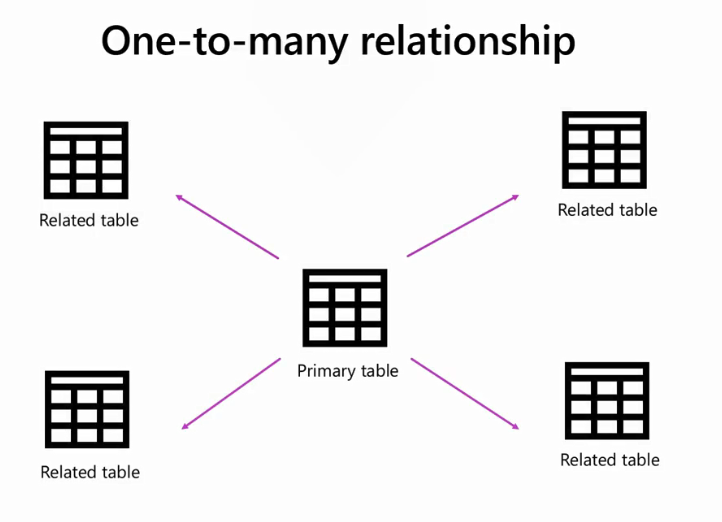 One-to-many relationship
Related table
Related table
Primary table
Related table
Related table